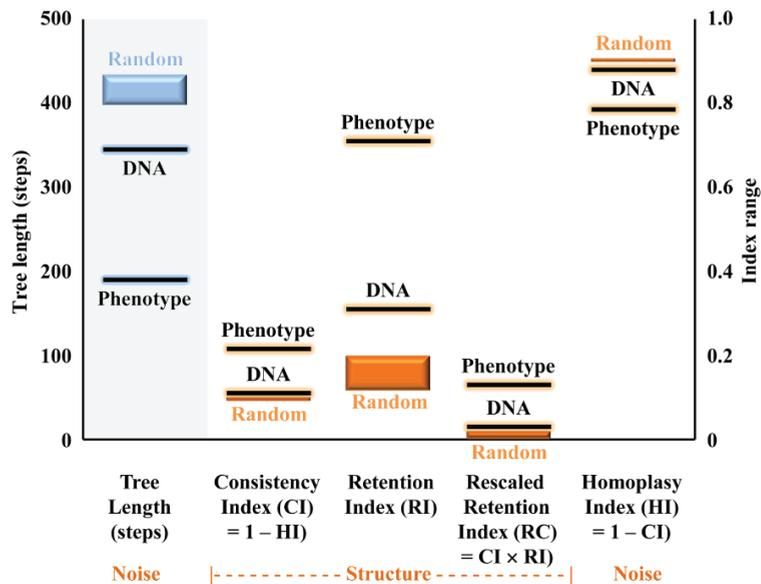 500
400
300
200
100
0
Tree length (steps)
1.0
0.8
0.6
0.4
0.2
0
Index range
Random
DNA
Phenotype
Phenotype
DNA
Random
Phenotype
DNA
Random
Phenotype
DNA
Random
Random
DNA
Phenotype
Tree
Length
(steps)
Consistency
Index (CI)
= 1 – HI)
Retention
Index (RI)
Rescaled
Retention
Index (RC)
= CI × RI)
Homoplasy
Index (HI)
= 1 – CI)
Noise
|- - - - - - - - - - Structure- - - - - - - - - - |
Noise